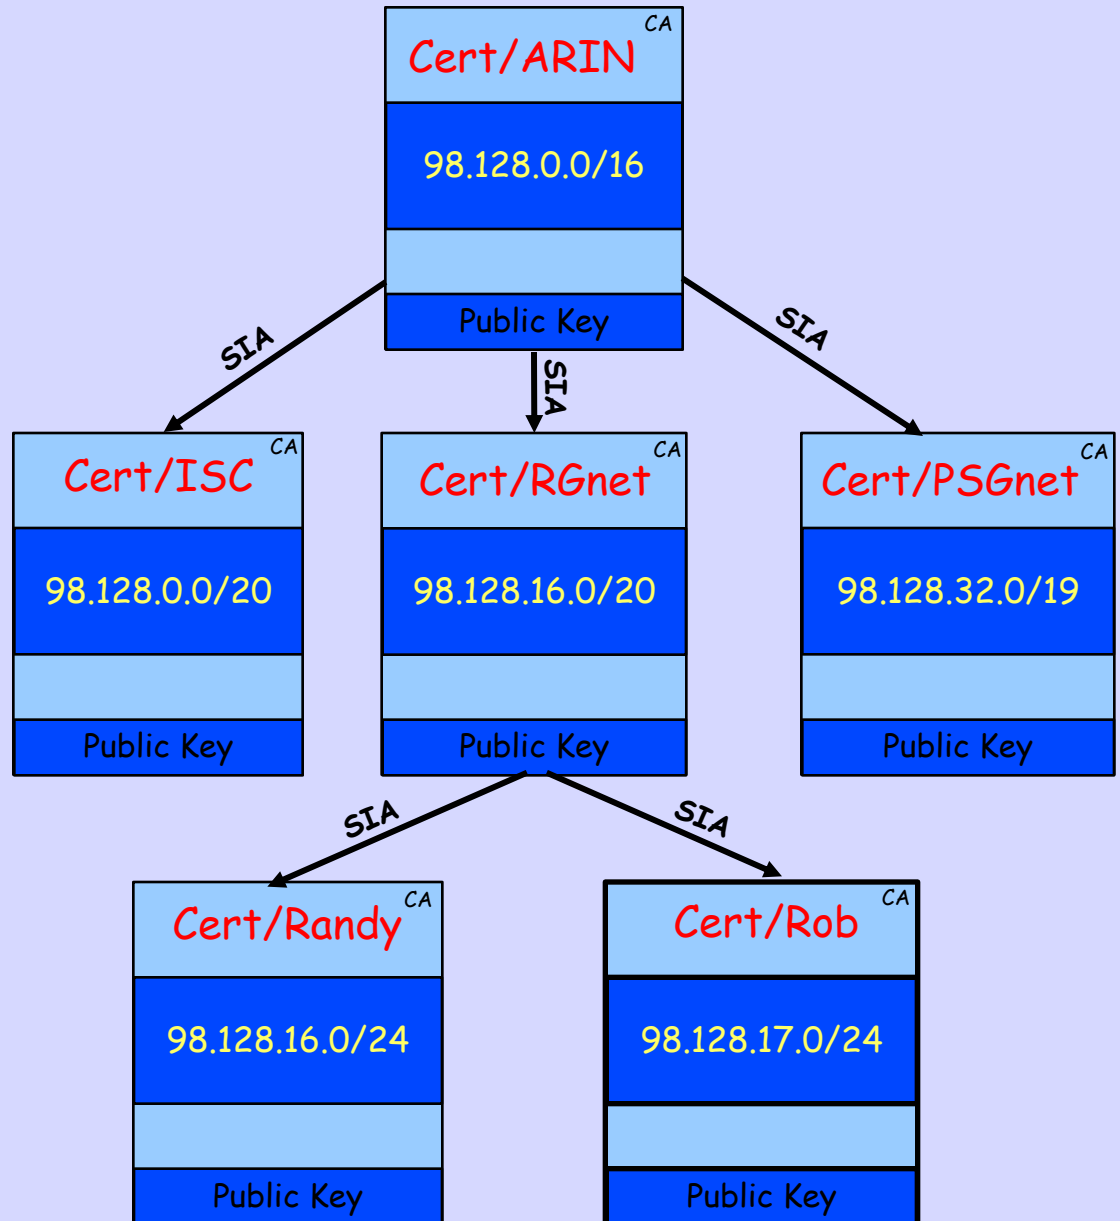 CA
Cert/ARIN
98.128.0.0/16
Public Key
SIA
SIA
SIA
CA
Cert/ISC
98.128.0.0/20
Public Key
CA
Cert/RGnet
98.128.16.0/20
Public Key
CA
Cert/PSGnet
98.128.32.0/19
Public Key
SIA
SIA
CA
Cert/Randy
98.128.16.0/24
Public Key
CA
Cert/Rob
98.128.17.0/24
Public Key